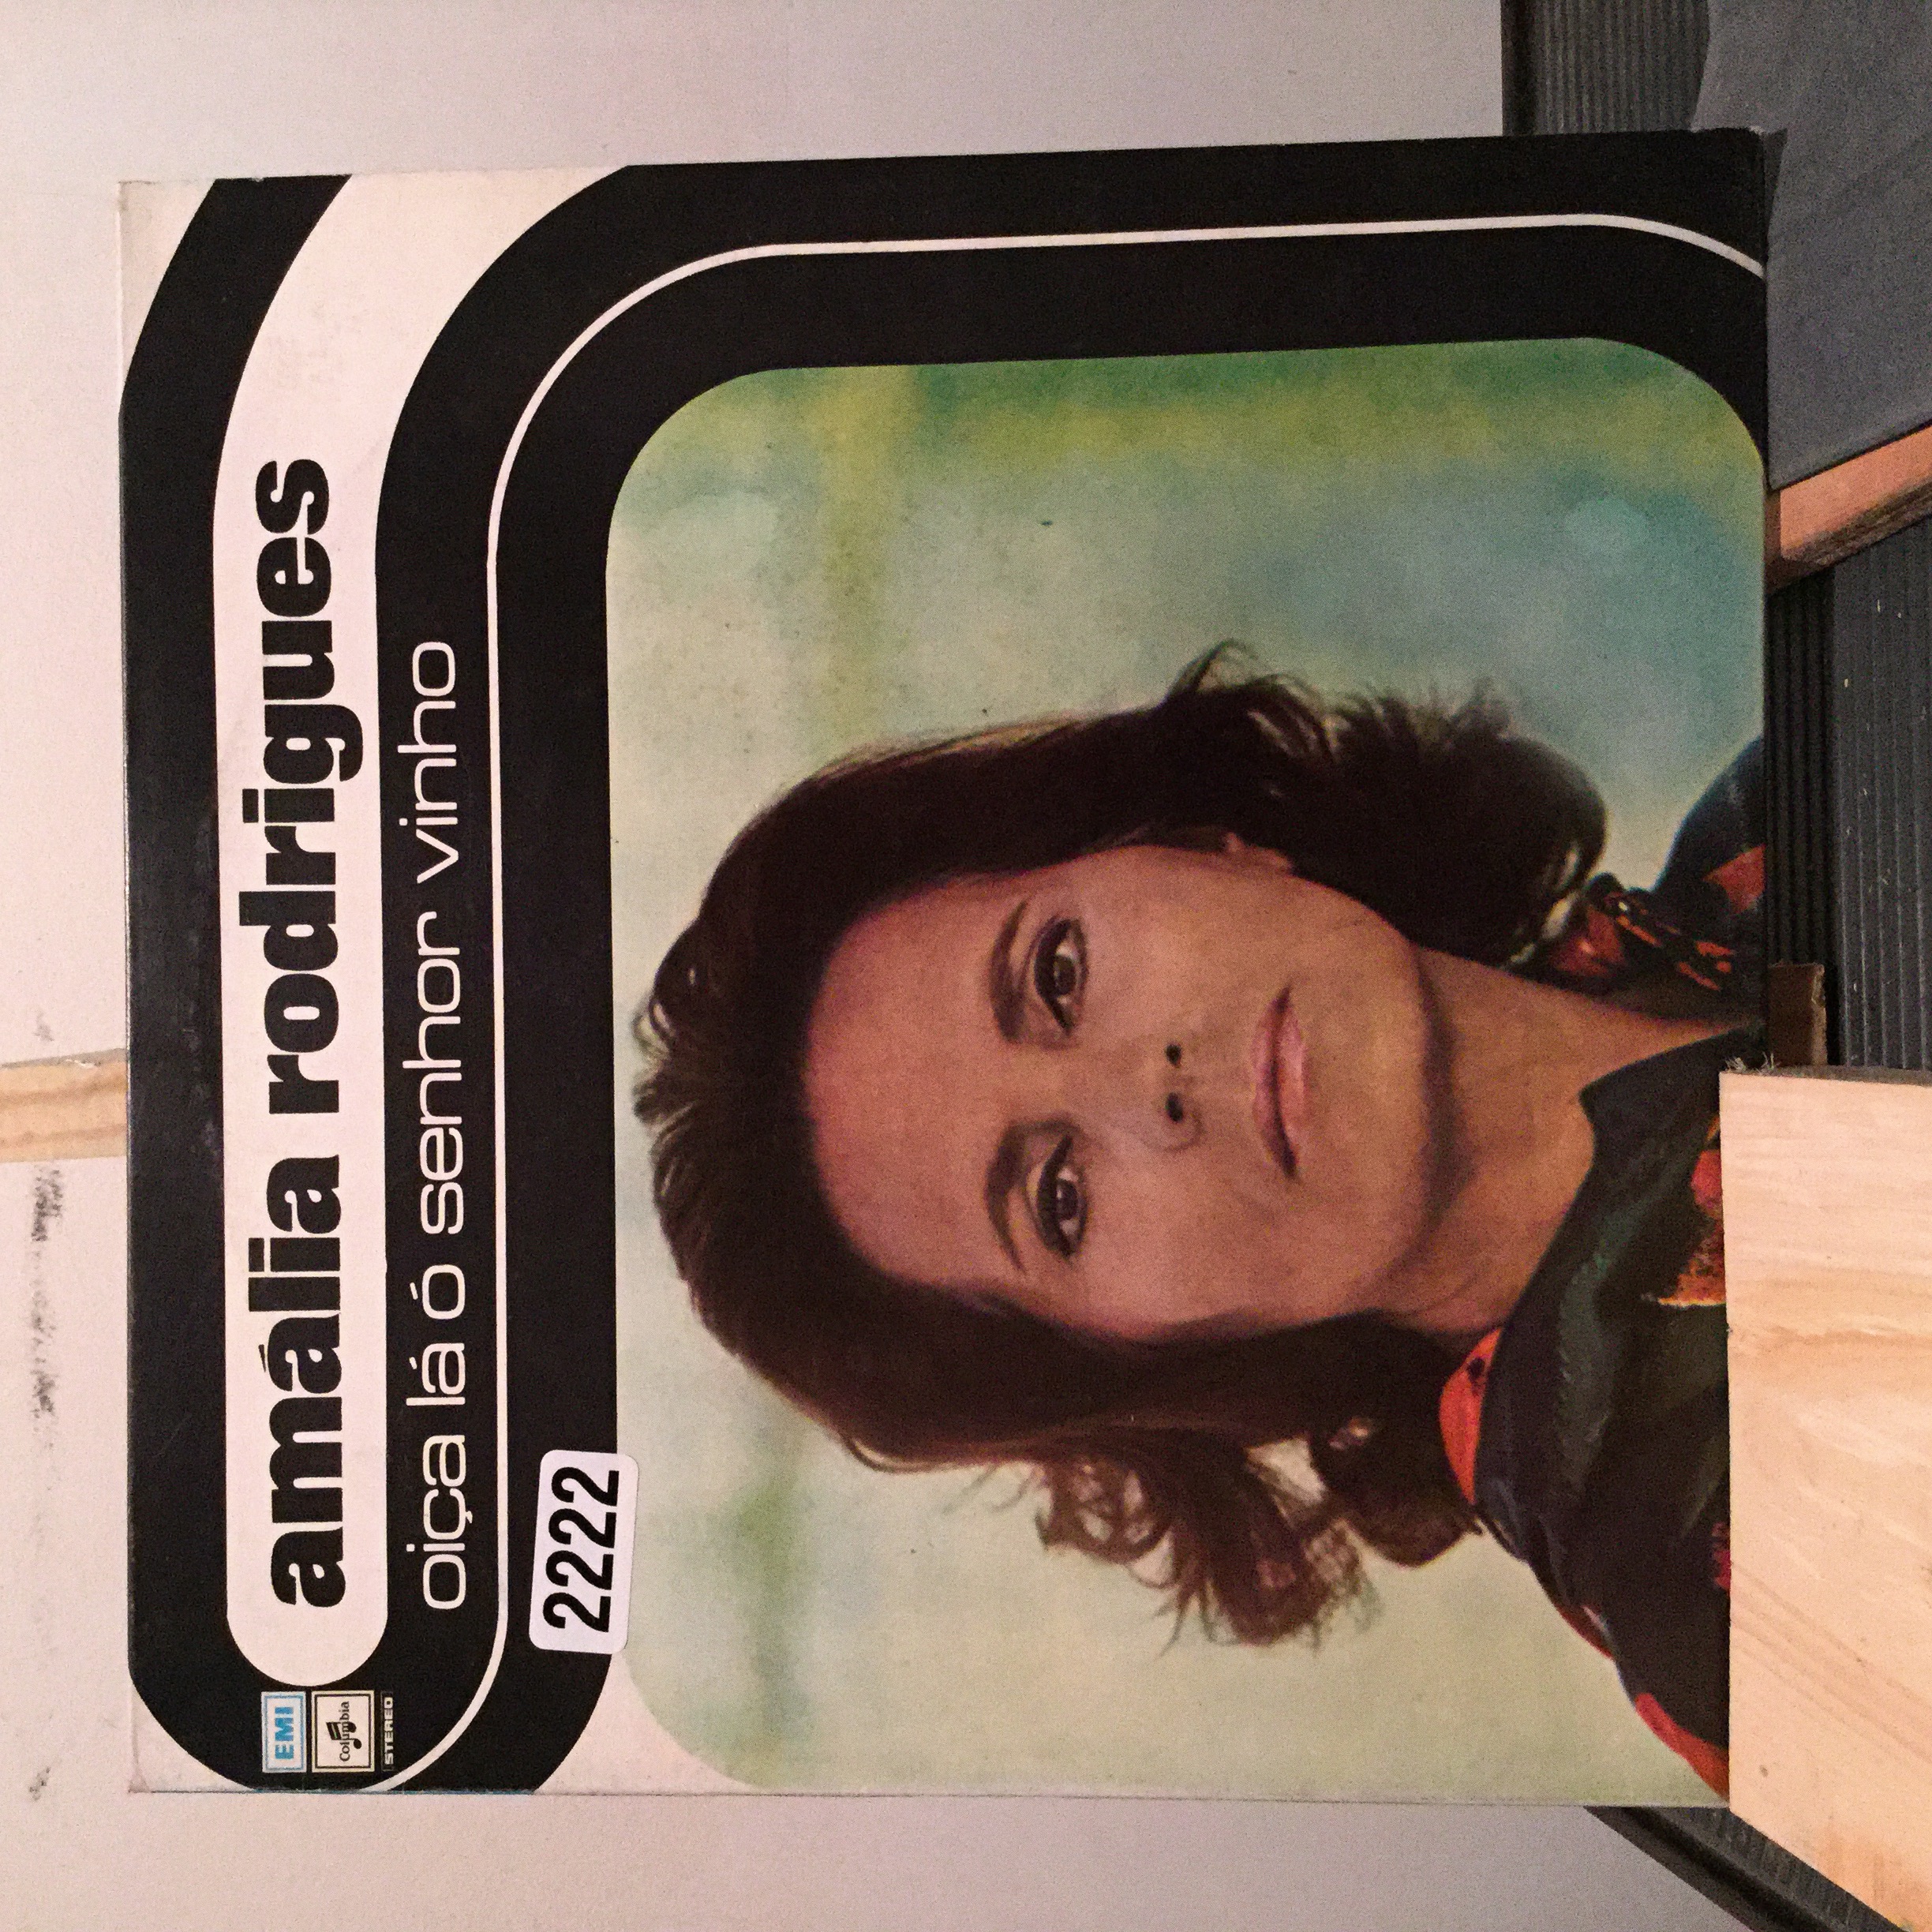 EMI
Columbia
STEREO
amália rodrigues
oiça lá ó senhor vinho
2222